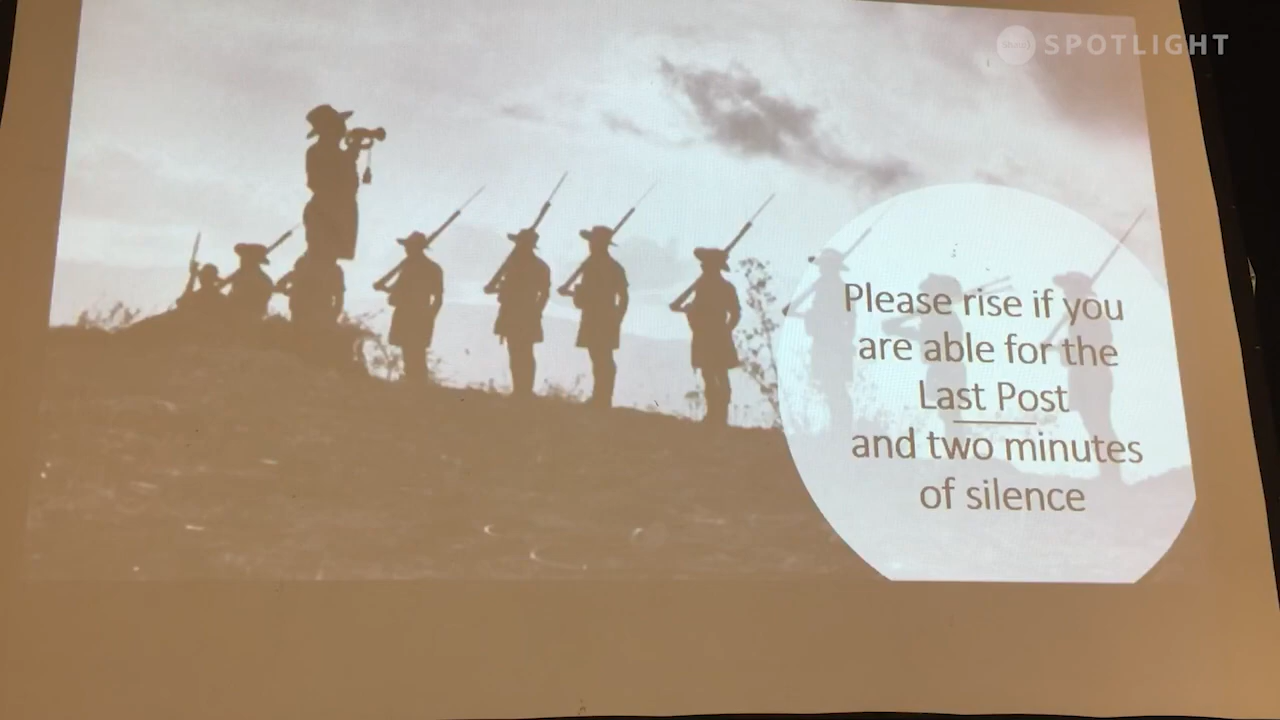 SPOTLIGHT
Please rise if you
are able for the
Last Post
and two minutes
of silence